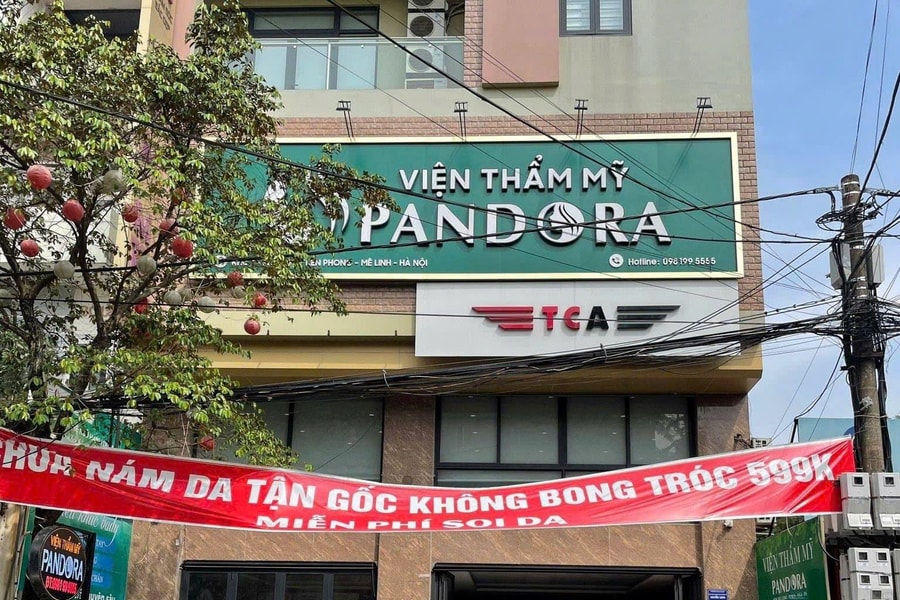 VIỆN THẨM MỸ
PANDORA
PHONG - MÊ LINH - HÀ NỘI
Hotline: 098 199 5555
TCA
NÁM DA TẬN GỐC KHÔNG BONG TRÓC 599K
MIỄN PHÍ SOI DA
VIỆN THẨM MỸ
PANDORA
VIỆN THẨM MỸ
PANDORA